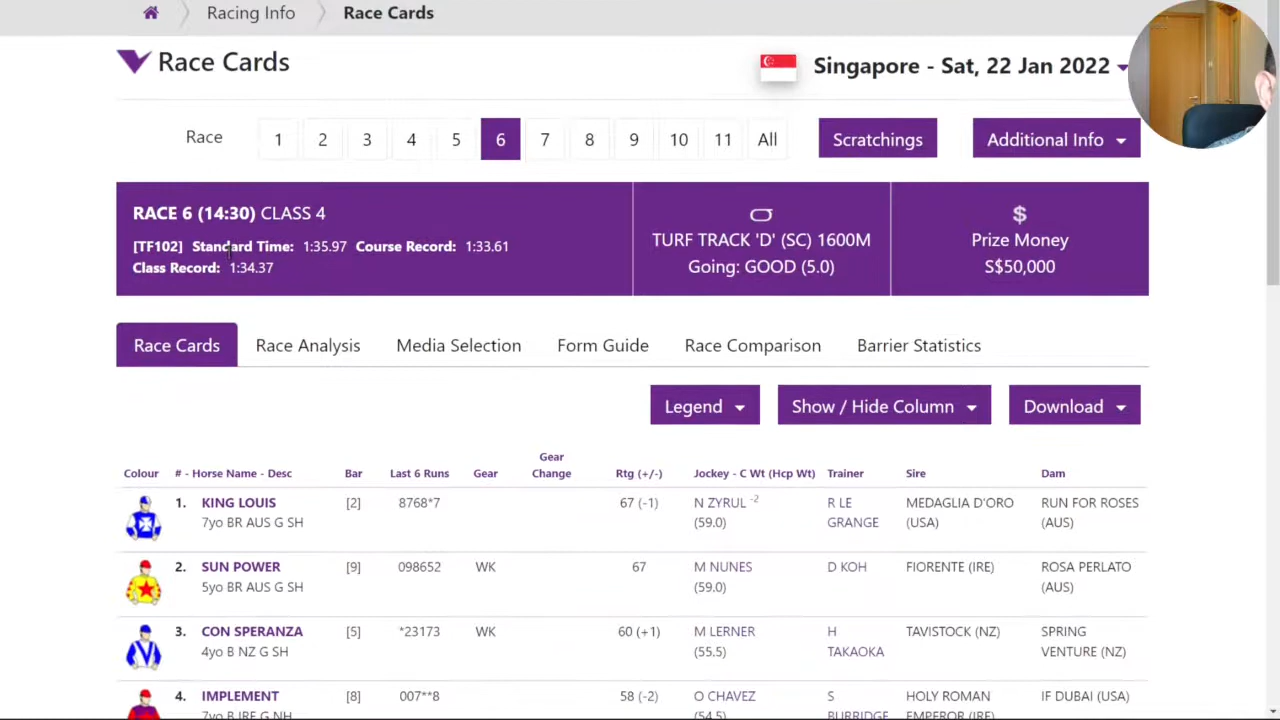 Racing Info Race Cards
Race Cards Singapore - Sat, 22 Jan 2022
Race 1 2 3 4 5 6 7 8 9 10 11 All Scratchings Additional Info
RACE 6 (14:30) CLASS 4
[TF102] Standard Time: 1:35.97 Course Record: 1:33.61
Class Record: 1:34.37
TURF TRACK 'D' (SC) 1600M
Going: GOOD (5.0)
$
Prize Money
S$50,000
Race Cards Race Analysis Media Selection Form Guide Race Comparison Barrier Statistics
Legend Show / Hide Column Download
Colour # - Horse Name - Desc Bar Last 6 Runs Gear Gear Change Rtg (+/-) Jockey - C Wt (Hcp Wt) Trainer Sire Dam
1. KING LOUIS [2] 8768*7 67 (-1) N ZYRUL -2 R LE MEDAGLIA D'ORO RUN FOR ROSES
7yo BR AUS G SH (59.0) GRANGE (USA) (AUS)
2. SUN POWER [9] 098652 WK 67 M NUNES D KOH FIORENTE (IRE) ROSA PERLATO
5yo BR AUS G SH (59.0) (AUS)
3. CON SPERANZA [5] *23173 WK 60 (+1) M LERNER H TAVISTOCK (NZ) SPRING
4yo B NZ G SH (55.5) TAKAOKA VENTURE (NZ)
4. IMPLEMENT [8] 007**8 58 (-2) O CHAVEZ S HOLY ROMAN IF DUBAI (USA)
7yo B IRE G NH (54.5) BURRIDGE EMPEROR (IRE)